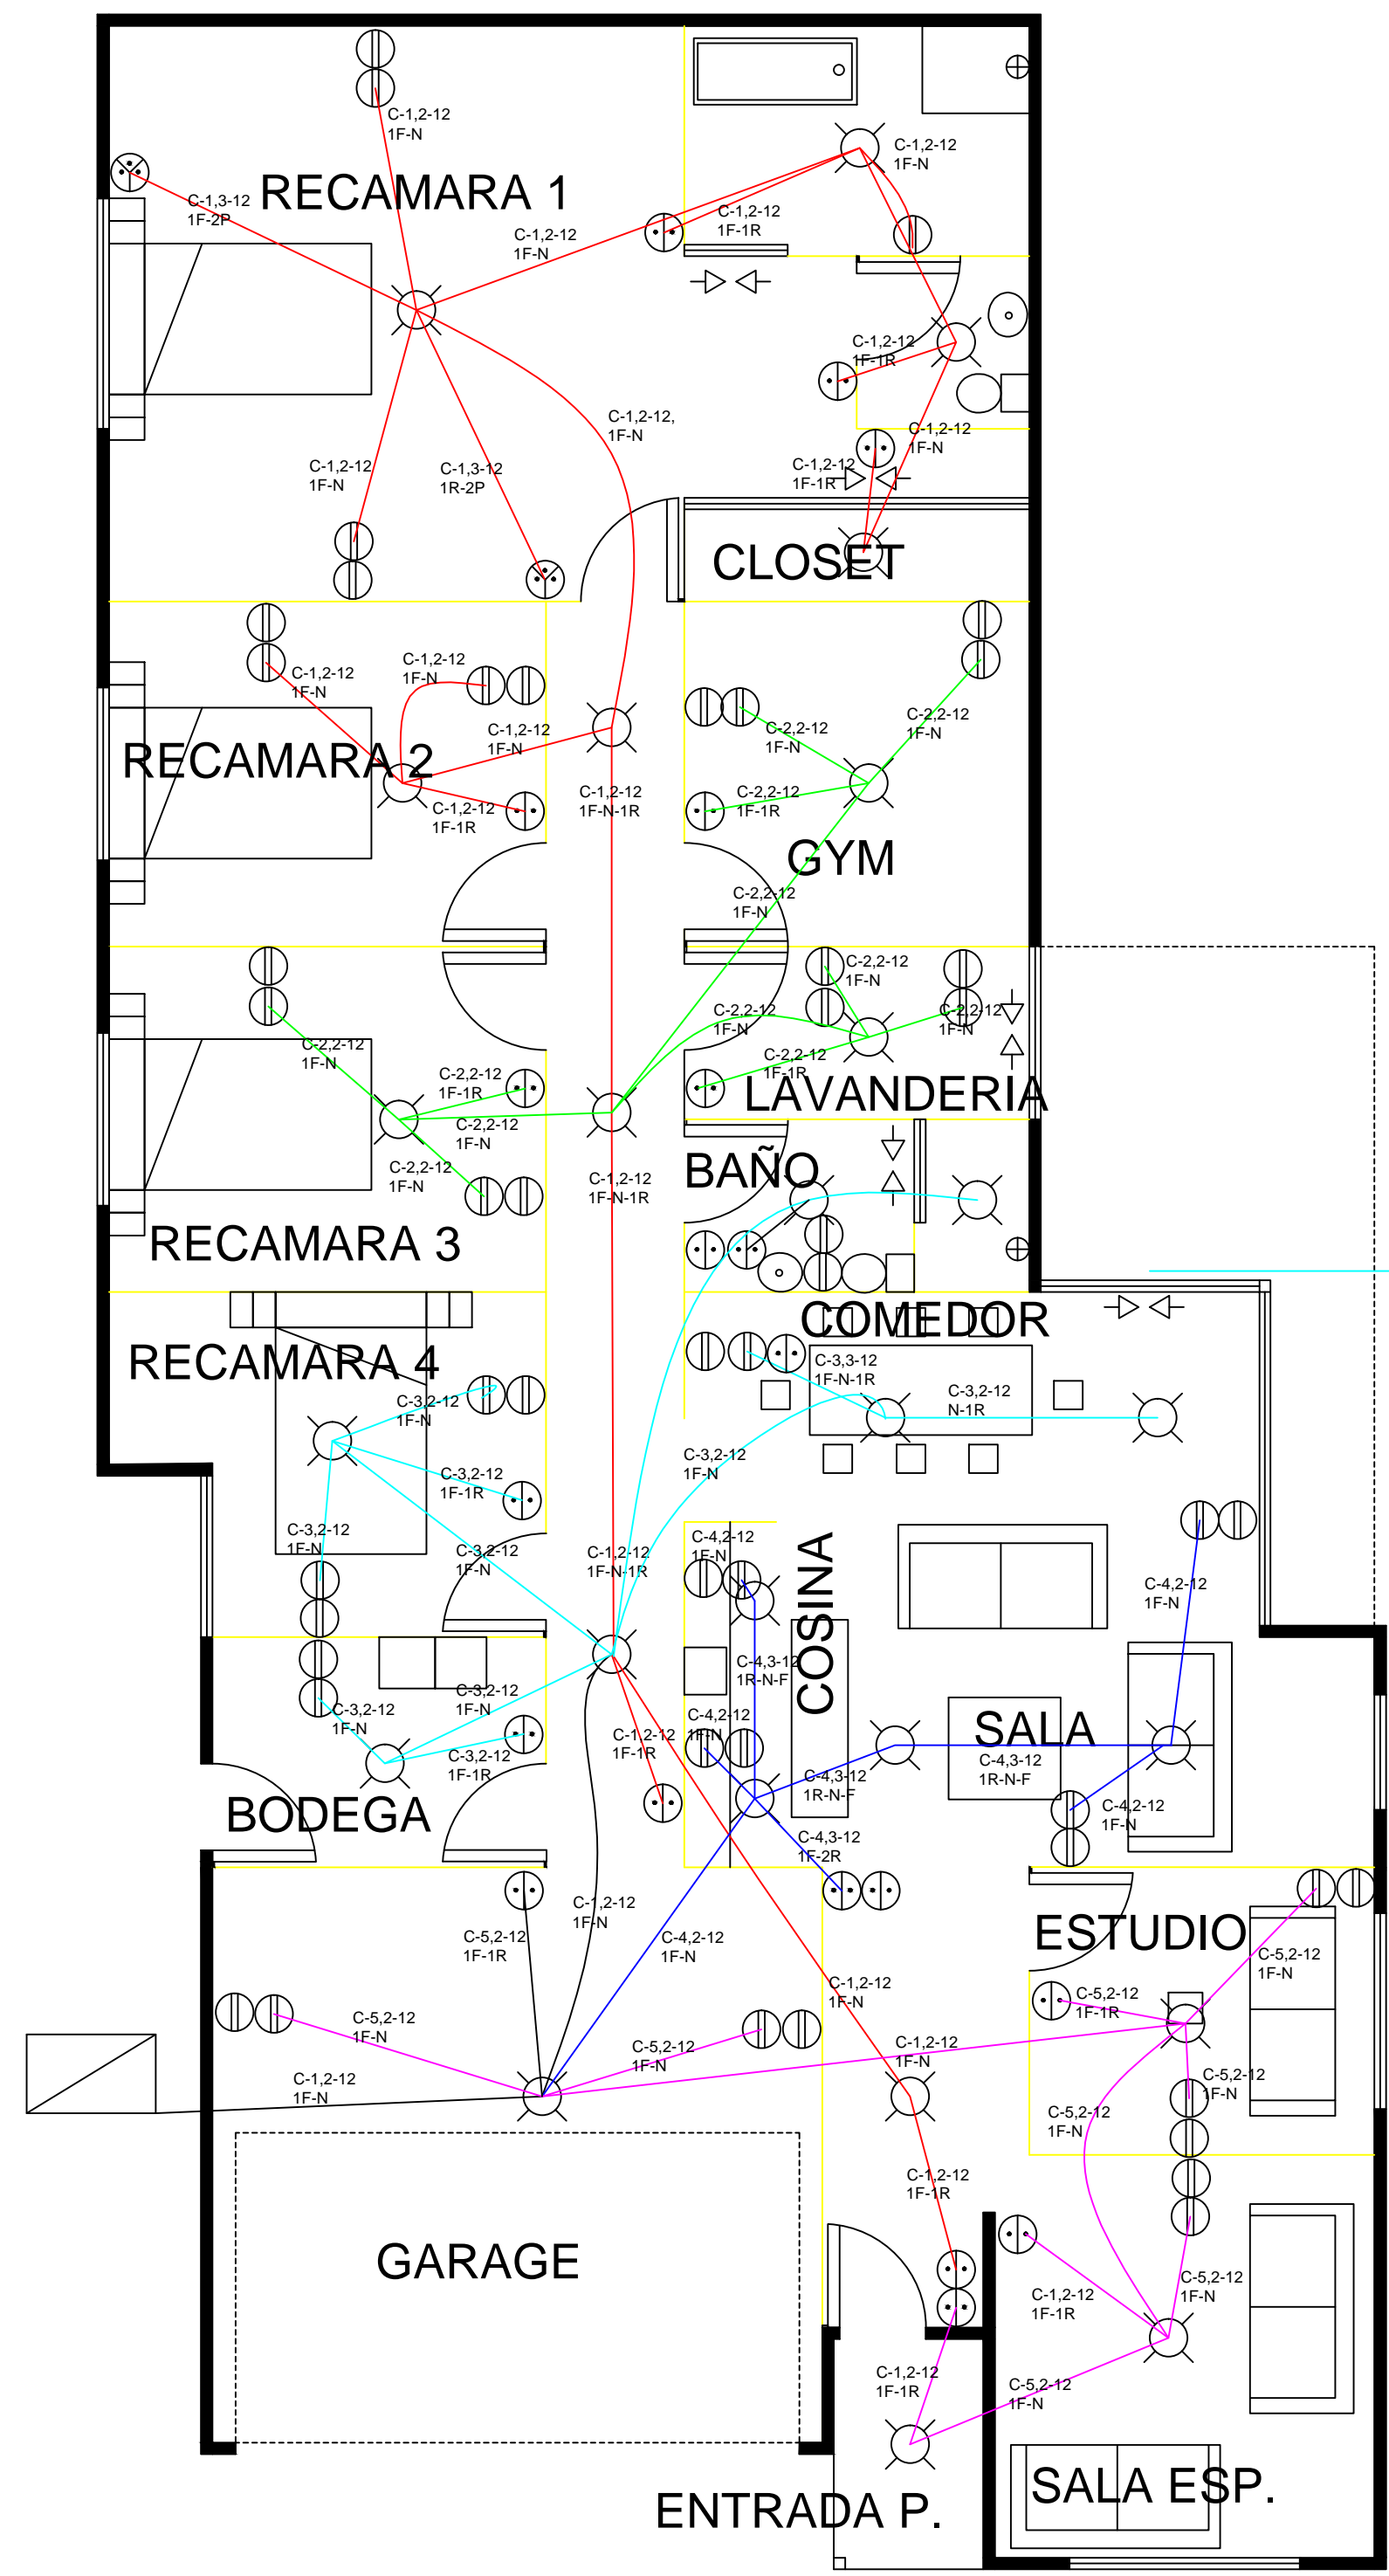 C-1,2-12
1F-N
C-1,2-12
1F-N
RECAMARA 1
C-1,3-12
1F-2P
C-1,2-12
1F-1R
C-1,2-12
1F-N
C-1,2-12
1F-1R
C-1,2-12,
1F-N
C-1,2-12
1F-N
C-1,2-12
1F-N
C-1,3-12
1R-2P
C-1,2-12
1F-1R
CLOSET
C-1,2-12
1F-N
C-1,2-12
1F-N
C-1,2-12
1F-N
C-2,2-12
1F-N
C-2,2-12
1F-N
RECAMARA 2
C-1,2-12
1F-1R
C-1,2-12
1F-N-1R
C-2,2-12
1F-1R
GYM
C-2,2-12
1F-N
C-2,2-12
1F-N
C-2,2-12
1F-N
C-2,2-12
1F-N
C-2,2-12
1F-N
C-2,2-12
1F-1R
C-2,2-12
1F-1R
LAVANDERIA
C-2,2-12
1F-N
C-2,2-12
1F-N
C-1,2-12
1F-N-1R
BAÑO
RECAMARA 3
COMEDOR
RECAMARA 4
C-3,3-12
1F-N-1R
C-3,2-12
N-1R
C-3,2-12
1F-N
C-3,2-12
1F-N
C-3,2-12
1F-1R
C-3,2-12
1F-N
C-3,2-12
1F-N
C-1,2-12
1F-N-1R
C-4,2-12
1F-N
COSINA
C-4,2-12
1F-N
C-4,3-12
1R-N-F
C-3,2-12
1F-N
C-3,2-12
1F-N
C-1,2-12
1F-1R
C-4,2-12
1F-N
SALA
C-3,2-12
1F-1R
C-4,3-12
1R-N-F
C-4,3-12
1R-N-F
BODEGA
C-4,2-12
1F-N
C-4,3-12
1F-2R
C-1,2-12
1F-N
ESTUDIO
C-5,2-12
1F-1R
C-4,2-12
1F-N
C-5,2-12
1F-N
C-1,2-12
1F-N
C-5,2-12
1F-1R
C-5,2-12
1F-N
C-5,2-12
1F-N
C-1,2-12
1F-N
C-1,2-12
1F-N
C-5,2-12
1F-N
C-5,2-12
1F-N
C-1,2-12
1F-1R
GARAGE
C-5,2-12
1F-N
C-1,2-12
1F-1R
C-1,2-12
1F-1R
C-5,2-12
1F-N
SALA ESP.
ENTRADA P.